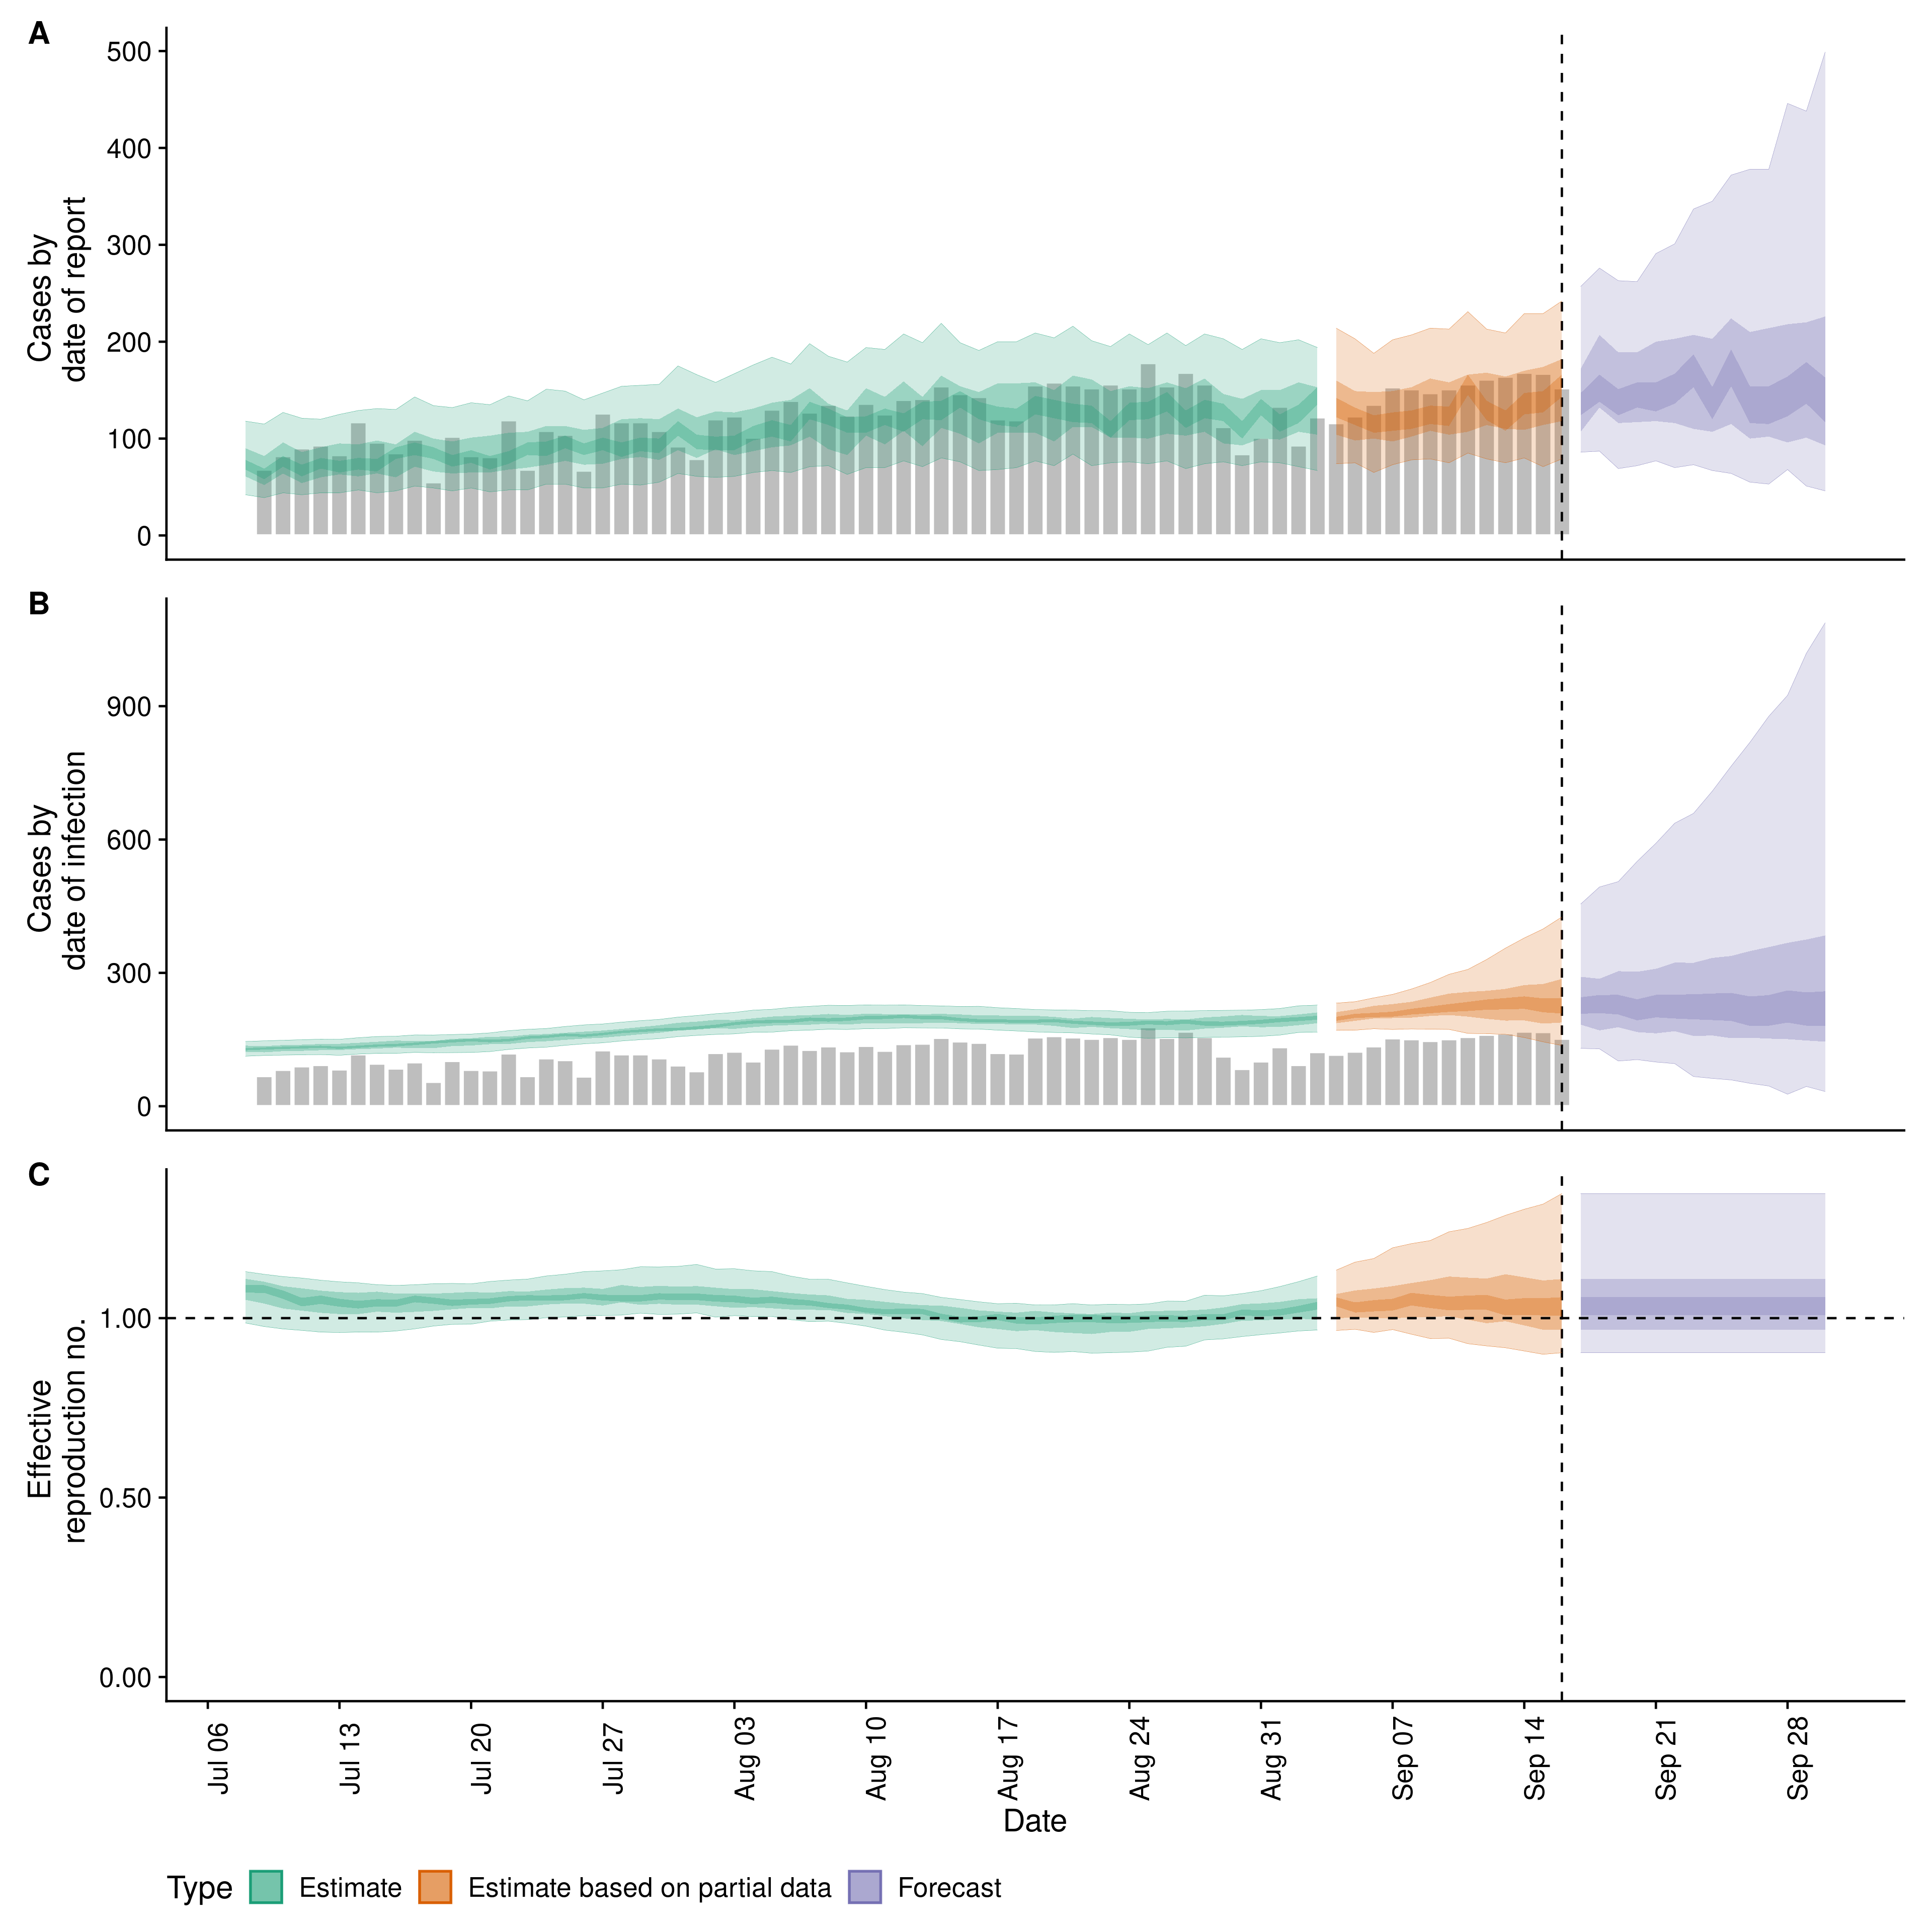 A
500
400
300
200
100
0
Cases by
date of report
B
900
600
300
0
Cases by
date of infection
C
1.00
0.50
0.00
Effective
reproduction no.
Jul 06
Jul 13
Jul 20
Jul 27
Aug 03
Aug 10
Aug 17
Aug 24
Aug 31
Sep 07
Sep 14
Sep 21
Sep 28
Date
Type Estimate Estimate based on partial data Forecast